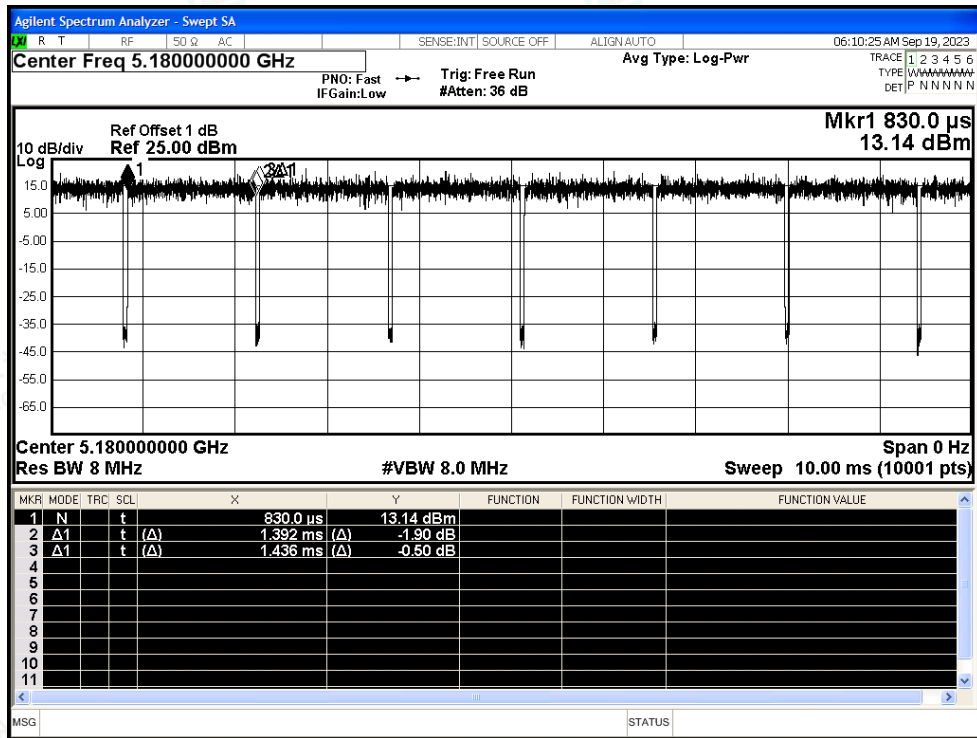 Agilent Spectrum Analyzer - Swept SA
LXI R T RF 50 Ω AC SENSE:INT SOURCE OFF ALIGN AUTO 06:10:25 AM Sep 19, 2023
Center Freq 5.180000000 GHz
PNO: Fast
IFGain:Low
Trig: Free Run
#Atten: 36 dB
Avg Type: Log-Pwr
TRACE 1 2 3 4 5 6
TYPE
DET P N N N N N
Mkr1 830.0 µs
13.14 dBm
Ref Offset 1 dB
10 dB/div Ref 25.00 dBm
Log
1
15.0
5.00
-5.00
-15.0
-25.0
-35.0
-45.0
-55.0
-65.0
Center 5.180000000 GHz Span 0 Hz
Res BW 8 MHz #VBW 8.0 MHz Sweep 10.00 ms (10001 pts)
MKR MODE TRC SCL X Y FUNCTION FUNCTION WIDTH FUNCTION VALUE
1 N t 830.0 µs 13.14 dBm
2 Δ1 t (Δ) 1.392 ms (Δ) -1.90 dB
3 Δ1 t (Δ) 1.436 ms (Δ) -0.50 dB
4
5
6
7
8
9
10
11
MSG STATUS